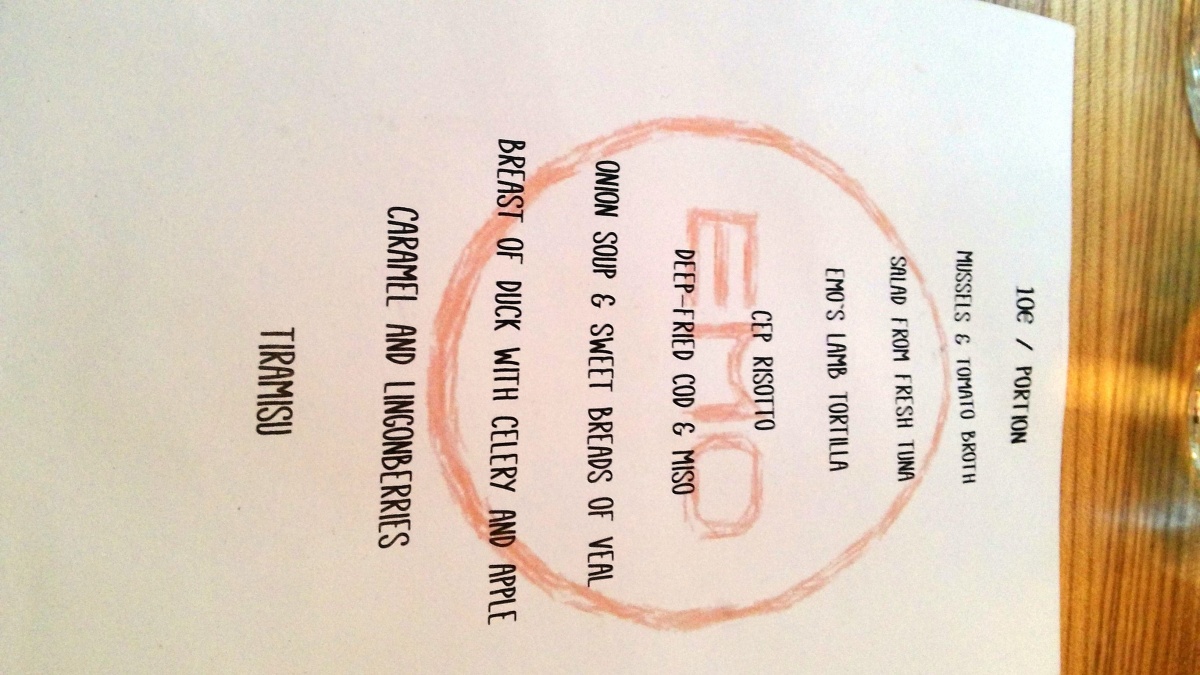 10€ / PORTION
MUSSELS & TOMATO BROTH
SALAD FROM FRESH TUNA
EMO'S LAMB TORTILLA
CEP RISOTTO
EMO
DEEP-FRIED COD & MISO
ONION SOUP & SWEET BREADS OF VEAL
BREAST OF DUCK WITH CELERY AND APPLE
CARAMEL AND LINGONBERRIES
TIRAMISU